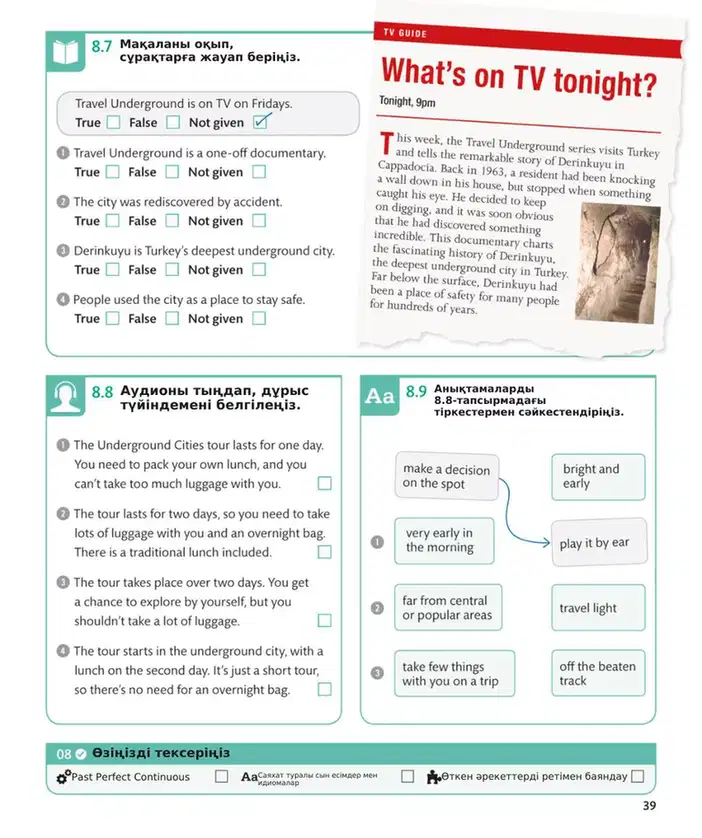 8.7 Мақаланы оқып,
сұрақтарға жауап беріңіз.
Travel Underground is on TV on Fridays.
True False Not given
1 Travel Underground is a one-off documentary.
True False Not given
2 The city was rediscovered by accident.
True False Not given
3 Derinkuyu is Turkey's deepest underground city.
True False Not given
4 People used the city as a place to stay safe.
True False Not given
TV GUIDE
What's on TV tonight?
Tonight, 9pm
This week, the Travel Underground series visits Turkey
and tells the remarkable story of Derinkuyu in
Cappadocia. Back in 1963, a resident had been knocking
a wall down in his house, but stopped when something
caught his eye. He decided to keep
on digging, and it was soon obvious
that he had discovered something
incredible. This documentary charts
the fascinating history of Derinkuyu,
the deepest underground city in Turkey.
Far below the surface, Derinkuyu had
been a place of safety for many people
for hundreds of years.
8.8 Аудионы тыңдап, дұрыс
түйіндемені белгілеңіз.
1 The Underground Cities tour lasts for one day.
You need to pack your own lunch, and you
can't take too much luggage with you.
2 The tour lasts for two days, so you need to take
lots of luggage with you and an overnight bag.
There is a traditional lunch included.
3 The tour takes place over two days. You get
a chance to explore by yourself, but you
shouldn't take a lot of luggage.
4 The tour starts in the underground city, with a
lunch on the second day. It's just a short tour,
so there's no need for an overnight bag.
Aa 8.9 Анықтамаларды
8.8-тапсырмадағы
тіркестермен сәйкестендіріңіз.
make a decision
on the spot
bright and
early
1 very early in
the morning
play it by ear
2 far from central
or popular areas
travel light
3 take few things
with you on a trip
off the beaten
track
08 Өзіңізді тексеріңіз
Past Perfect Continuous
Aa Саяхат туралы сын есімдер мен
идиомалар
Өткен әрекеттерді ретімен баяндау
39